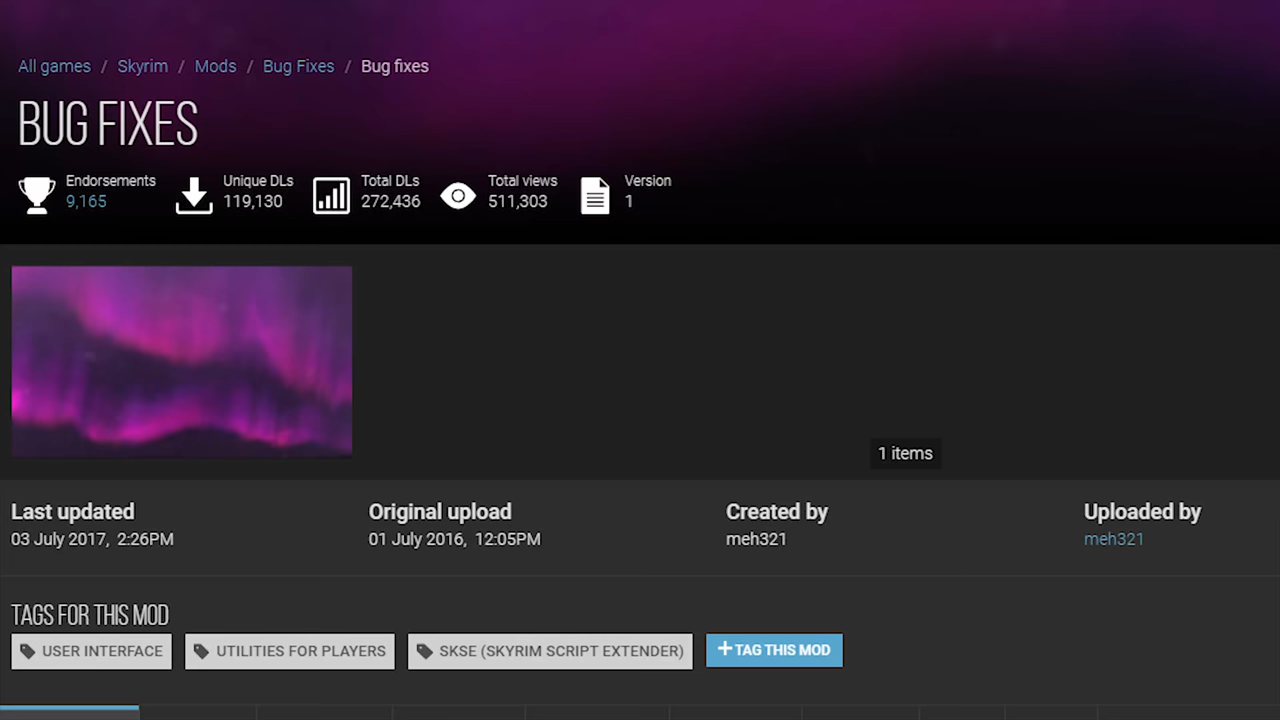 All games / Skyrim / Mods / Bug Fixes / Bug fixes
BUG FIXES
Endorsements Unique DLs Total DLs Total views Version
9,165 119,130 272,436 511,303 1
1 items
Last updated Original upload Created by Uploaded by
03 July 2017, 2:26PM 01 July 2016, 12:05PM meh321 meh321
TAGS FOR THIS MOD
USER INTERFACE UTILITIES FOR PLAYERS SKSE (SKYRIM SCRIPT EXTENDER) +TAG THIS MOD